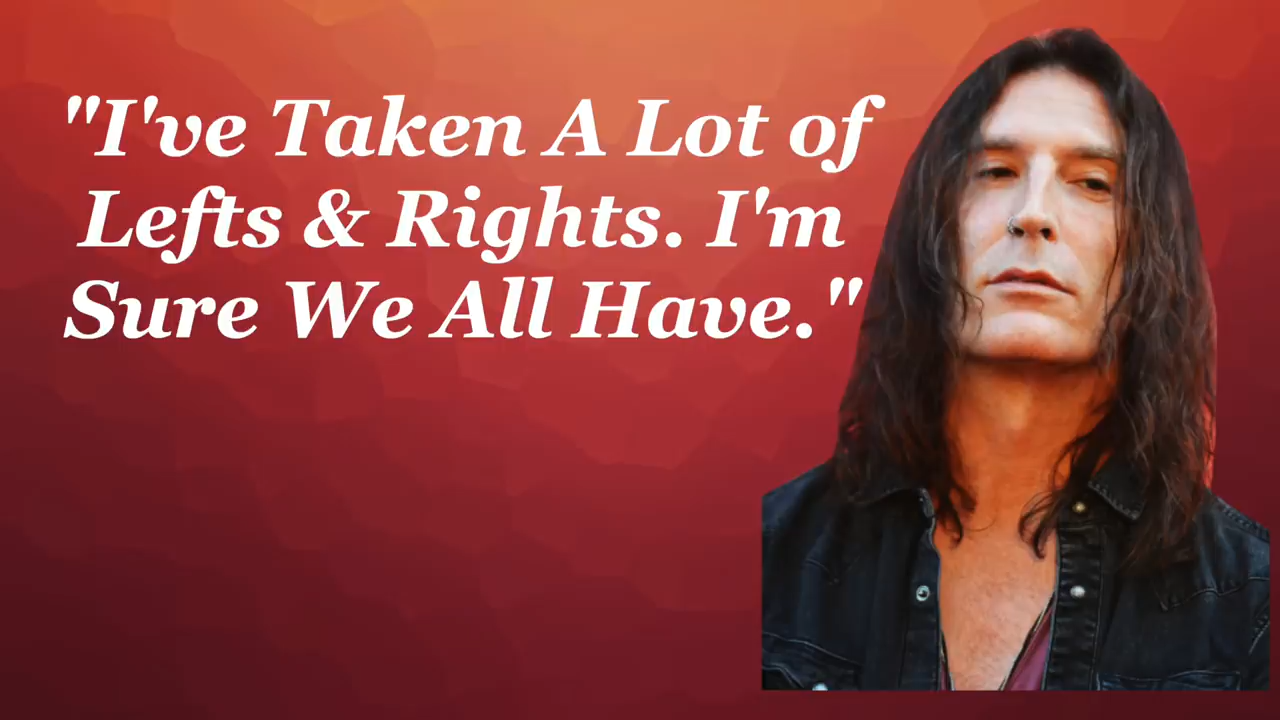 "I've Taken A Lot of
Lefts & Rights. I'm
Sure We All Have."